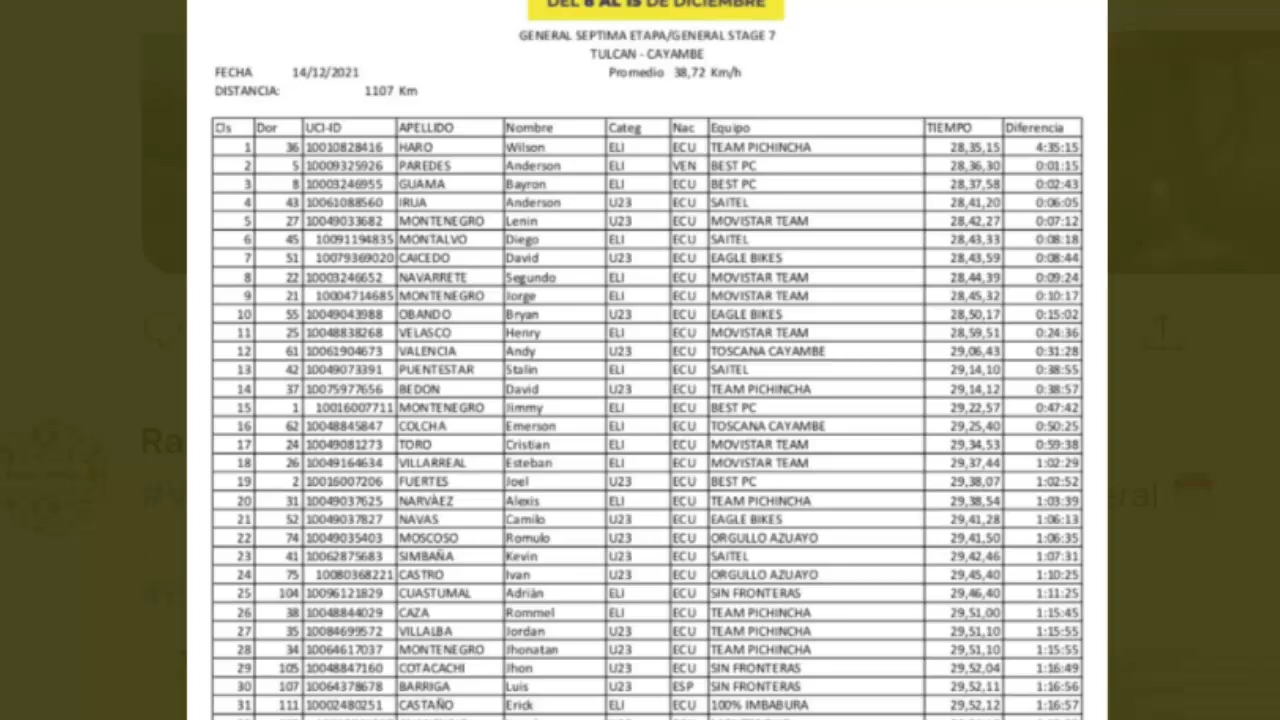 DEL 8 AL 15 DE DICIEMBRE
GENERAL SEPTIMA ETAPA/GENERAL STAGE 7
TULCAN - CAYAMBE
FECHA 14/12/2021 Promedio 38,72 Km/h
DISTANCIA: 1107 Km
Cls Dor UCI-ID APELLIDO Nombre Categ Nac Equipo TIEMPO Diferencia
1 36 10010828416 HARO Wilson ELI ECU TEAM PICHINCHA 28,35,15 4:35:15
2 5 10009325926 PAREDES Anderson ELI VEN BEST PC 28,36,30 0:01:15
3 8 10003246955 GUAMA Bayron ELI ECU BEST PC 28,37,58 0:02:43
4 43 10061088560 IRUA Anderson U23 ECU SAITEL 28,41,20 0:06:05
5 27 10049033682 MONTENEGRO Lenin U23 ECU MOVISTAR TEAM 28,42,27 0:07:12
6 45 10091194835 MONTALVO Diego ELI ECU SAITEL 28,43,33 0:08:18
7 51 10079369020 CAICEDO David U23 ECU EAGLE BIKES 28,43,59 0:08:44
8 22 10003246652 NAVARRETE Segundo ELI ECU MOVISTAR TEAM 28,44,39 0:09:24
9 21 10004714685 MONTENEGRO Jorge ELI ECU MOVISTAR TEAM 28,45,32 0:10:17
10 55 10049043988 OBANDO Bryan U23 ECU EAGLE BIKES 28,50,17 0:15:02
11 25 10048838268 VELASCO Henry ELI ECU MOVISTAR TEAM 28,59,51 0:24:36
12 61 10061904673 VALENCIA Andy U23 ECU TOSCANA CAYAMBE 29,06,43 0:31:28
13 42 10049073391 PUENTESTAR Stalin ELI ECU SAITEL 29,14,10 0:38:55
14 37 10075977656 BEDON David U23 ECU TEAM PICHINCHA 29,14,12 0:38:57
15 1 10016007711 MONTENEGRO Jimmy ELI ECU BEST PC 29,22,57 0:47:42
16 62 10048845847 COLCHA Emerson ELI ECU TOSCANA CAYAMBE 29,25,40 0:50:25
17 24 10049081273 TORO Cristian ELI ECU MOVISTAR TEAM 29,34,53 0:59:38
18 26 10049164634 VILLARREAL Esteban ELI ECU MOVISTAR TEAM 29,37,44 1:02:29
19 2 10016007206 FUERTES Joel U23 ECU BEST PC 29,38,07 1:02:52
20 31 10049037625 NARVÀEZ Alexis ELI ECU TEAM PICHINCHA 29,38,54 1:03:39
21 52 10049037827 NAVAS Camilo U23 ECU EAGLE BIKES 29,41,28 1:06:13
22 74 10049035403 MOSCOSO Romulo U23 ECU ORGULLO AZUAYO 29,41,50 1:06:35
23 41 10062875683 SIMBAÑA Kevin U23 ECU SAITEL 29,42,46 1:07:31
24 75 10080368221 CASTRO Ivan U23 ECU ORGULLO AZUAYO 29,45,40 1:10:25
25 104 10096121829 CUASTUMAL Adriàn ELI ECU SIN FRONTERAS 29,46,40 1:11:25
26 38 10048844029 CAZA Rommel ELI ECU TEAM PICHINCHA 29,51,00 1:15:45
27 35 10084699572 VILLALBA Jordan U23 ECU TEAM PICHINCHA 29,51,10 1:15:55
28 34 10064617037 MONTENEGRO Jhonatan U23 ECU TEAM PICHINCHA 29,51,10 1:15:55
29 105 10048847160 COTACACHI Jhon U23 ECU SIN FRONTERAS 29,52,04 1:16:49
30 107 10064378678 BARRIGA Luis U23 ESP SIN FRONTERAS 29,52,11 1:16:56
31 111 10002480251 CASTAÑO Erick ELI ECU 100% IMBABURA 29,52,12 1:16:57